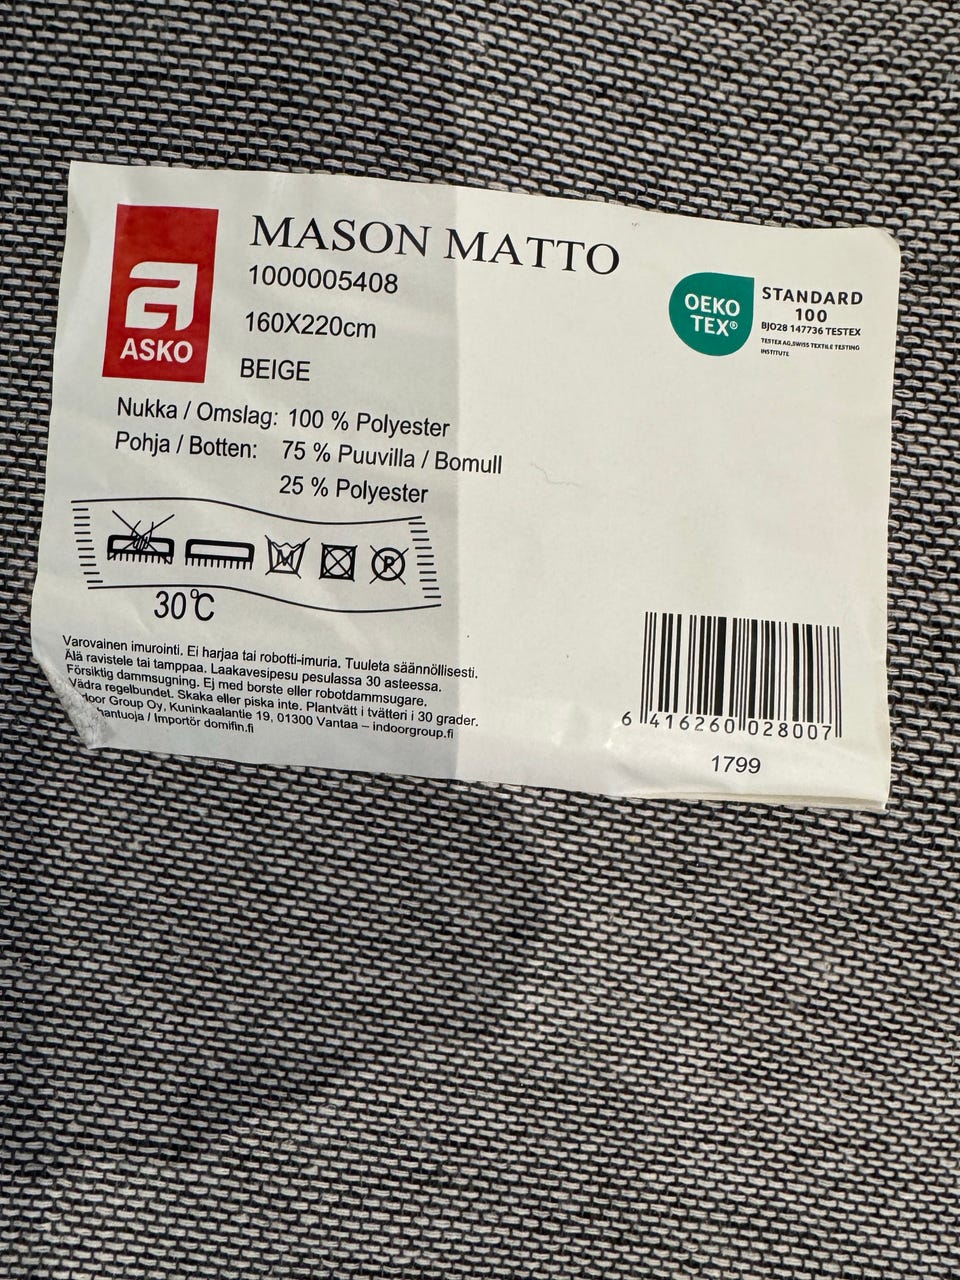 ASKO
MASON MATTO
1000005408
160X220cm
BEIGE
OEKO
TEX®
STANDARD
100
BJ028 147736 TESTEX
TESTEX AG,SWISS TEXTILE TESTING
INSTITUTE
Nukka / Omslag: 100 % Polyester
Pohja / Botten: 75 % Puuvilla / Bomull
25 % Polyester
P
30℃
Varovainen imurointi. Ei harjaa tai robotti-imuria. Tuuleta säännöllisesti.
Älä ravistele tai tamppaa. Laakavesipesu pesulassa 30 asteessa.
Försiktig dammsugning. Ej med borste eller robotdammsugare.
Vädra regelbundet. Skaka eller piska inte. Plantvätt i tvätteri i 30 grader.
Group Oy, Kuninkaalantie 19, 01300 Vantaa – indoorgroup.fi
/ Importör domifin.fi
6 416260 028007
1799